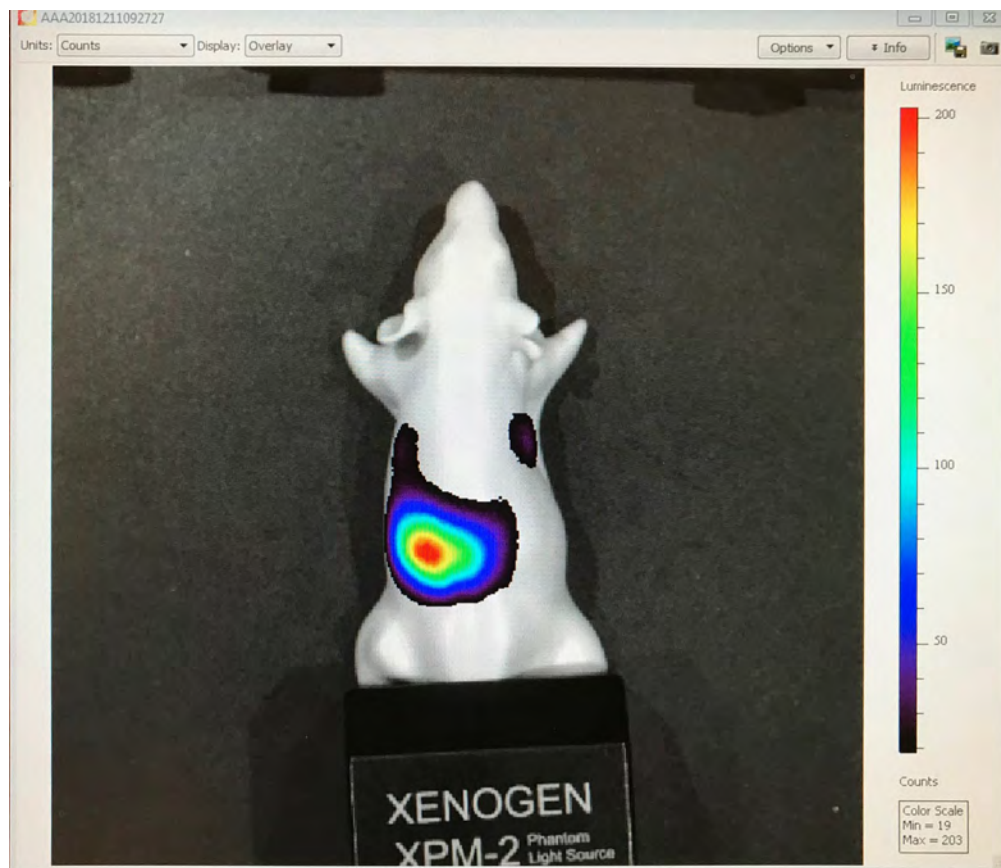 AAA20181211092727
Units: Counts Display: Overlay Options Info
Luminescence
200
150
100
50
Counts
Color Scale
Min = 19
Max = 203
XENOGEN
XPM-2 Phantom
Light Source